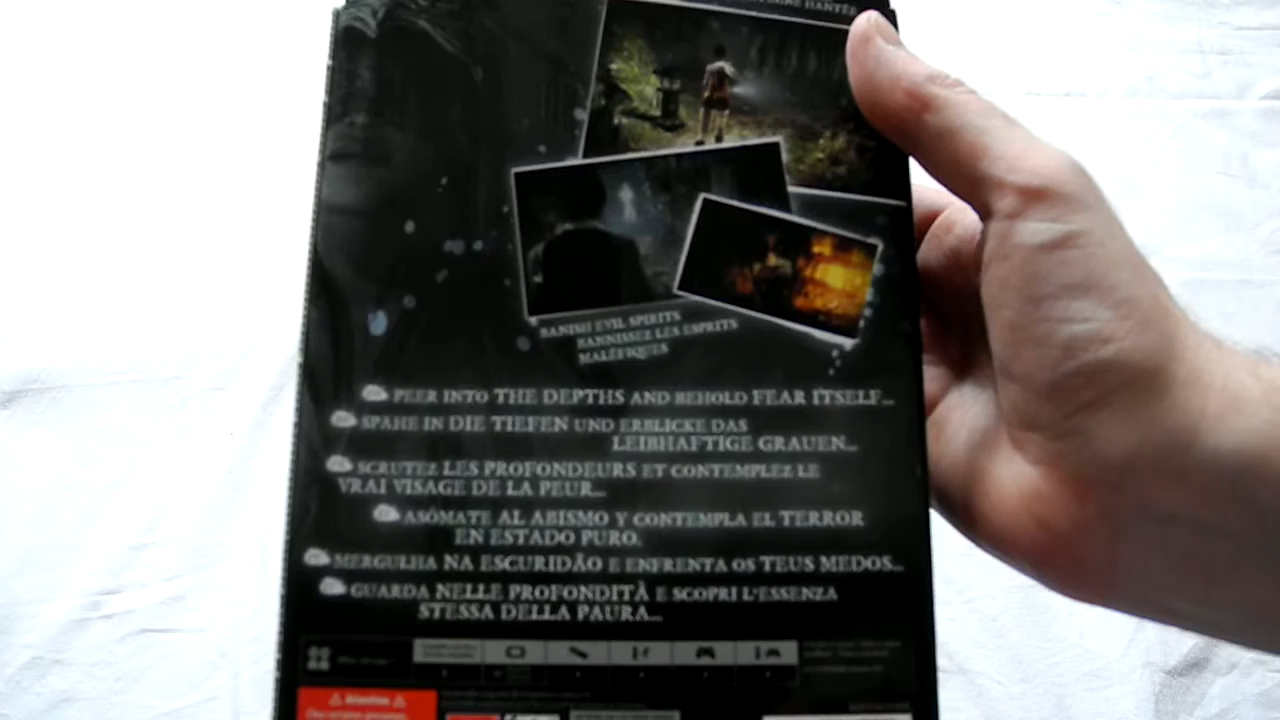 HANTÉE
BANISH EVIL SPIRITS
BANNISSEZ LES ESPRITS
MALÉFIQUES
PEER INTO THE DEPTHS AND BEHOLD FEAR ITSELF...
SPÄHE IN DIE TIEFEN UND ERBLICKE DAS
LEIBHAFTIGE GRAUEN...
SCRUTEZ LES PROFONDEURS ET CONTEMPLEZ LE
VRAI VISAGE DE LA PEUR...
ASÓMATE AL ABISMO Y CONTEMPLA EL TERROR
EN ESTADO PURO.
MERGULHA NA ESCURIDÃO E ENFRENTA OS TEUS MEDOS...
GUARDA NELLE PROFONDITÀ E SCOPRI L'ESSENZA
STESSA DELLA PAURA...
Attention